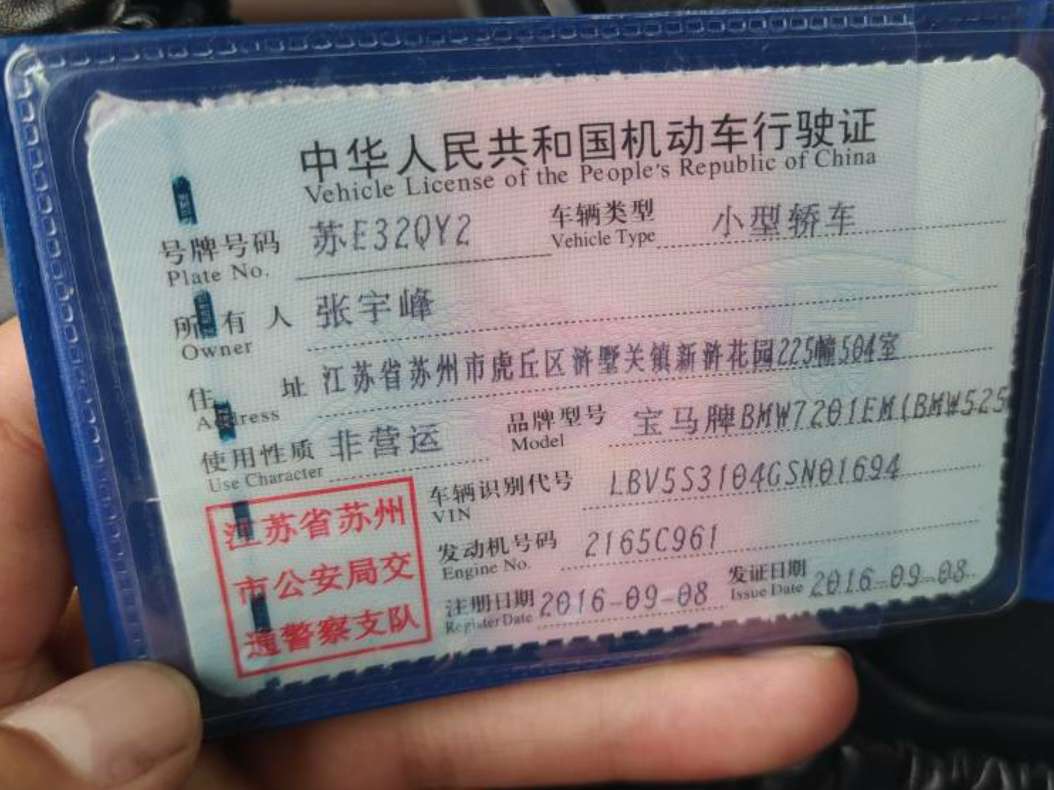 中华人民共和国机动车行驶证
Vehicle License of the People's Republic of China
号牌号码 苏E32QY2 车辆类型 小型轿车
Plate No. Vehicle Type
所有人 张宇峰
Owner
住址 江苏省苏州市虎丘区浒墅关镇新浒花园225幢504室
Address
使用性质 非营运 品牌型号 宝马牌BMW7201EM(BMW525
Use Character Model
车辆识别代号 LBV5S3104GSN01694
VIN
发动机号码 2165C961
Engine No.
注册日期 2016-09-08 发证日期 2016-09-08
Register Date Issue Date
江苏省苏州
市公安局交
通警察支队